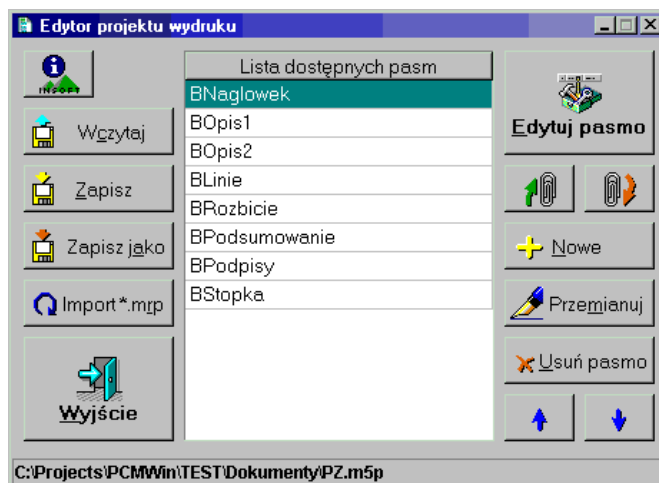 Edytor projektu wydruku
INSOFT
Wczytaj
Zapisz
Zapisz jako
Import *.mrp
Wyjście
Lista dostępnych pasm
BNaglowek
BOpis1
BOpis2
BLinie
BRozbicie
BPodsumowanie
BPodpisy
BStopka
Edytuj pasmo
Nowe
Przemianuj
Usuń pasmo
C:\Projects\PCMWin\TEST\Dokumenty\PZ.m5p